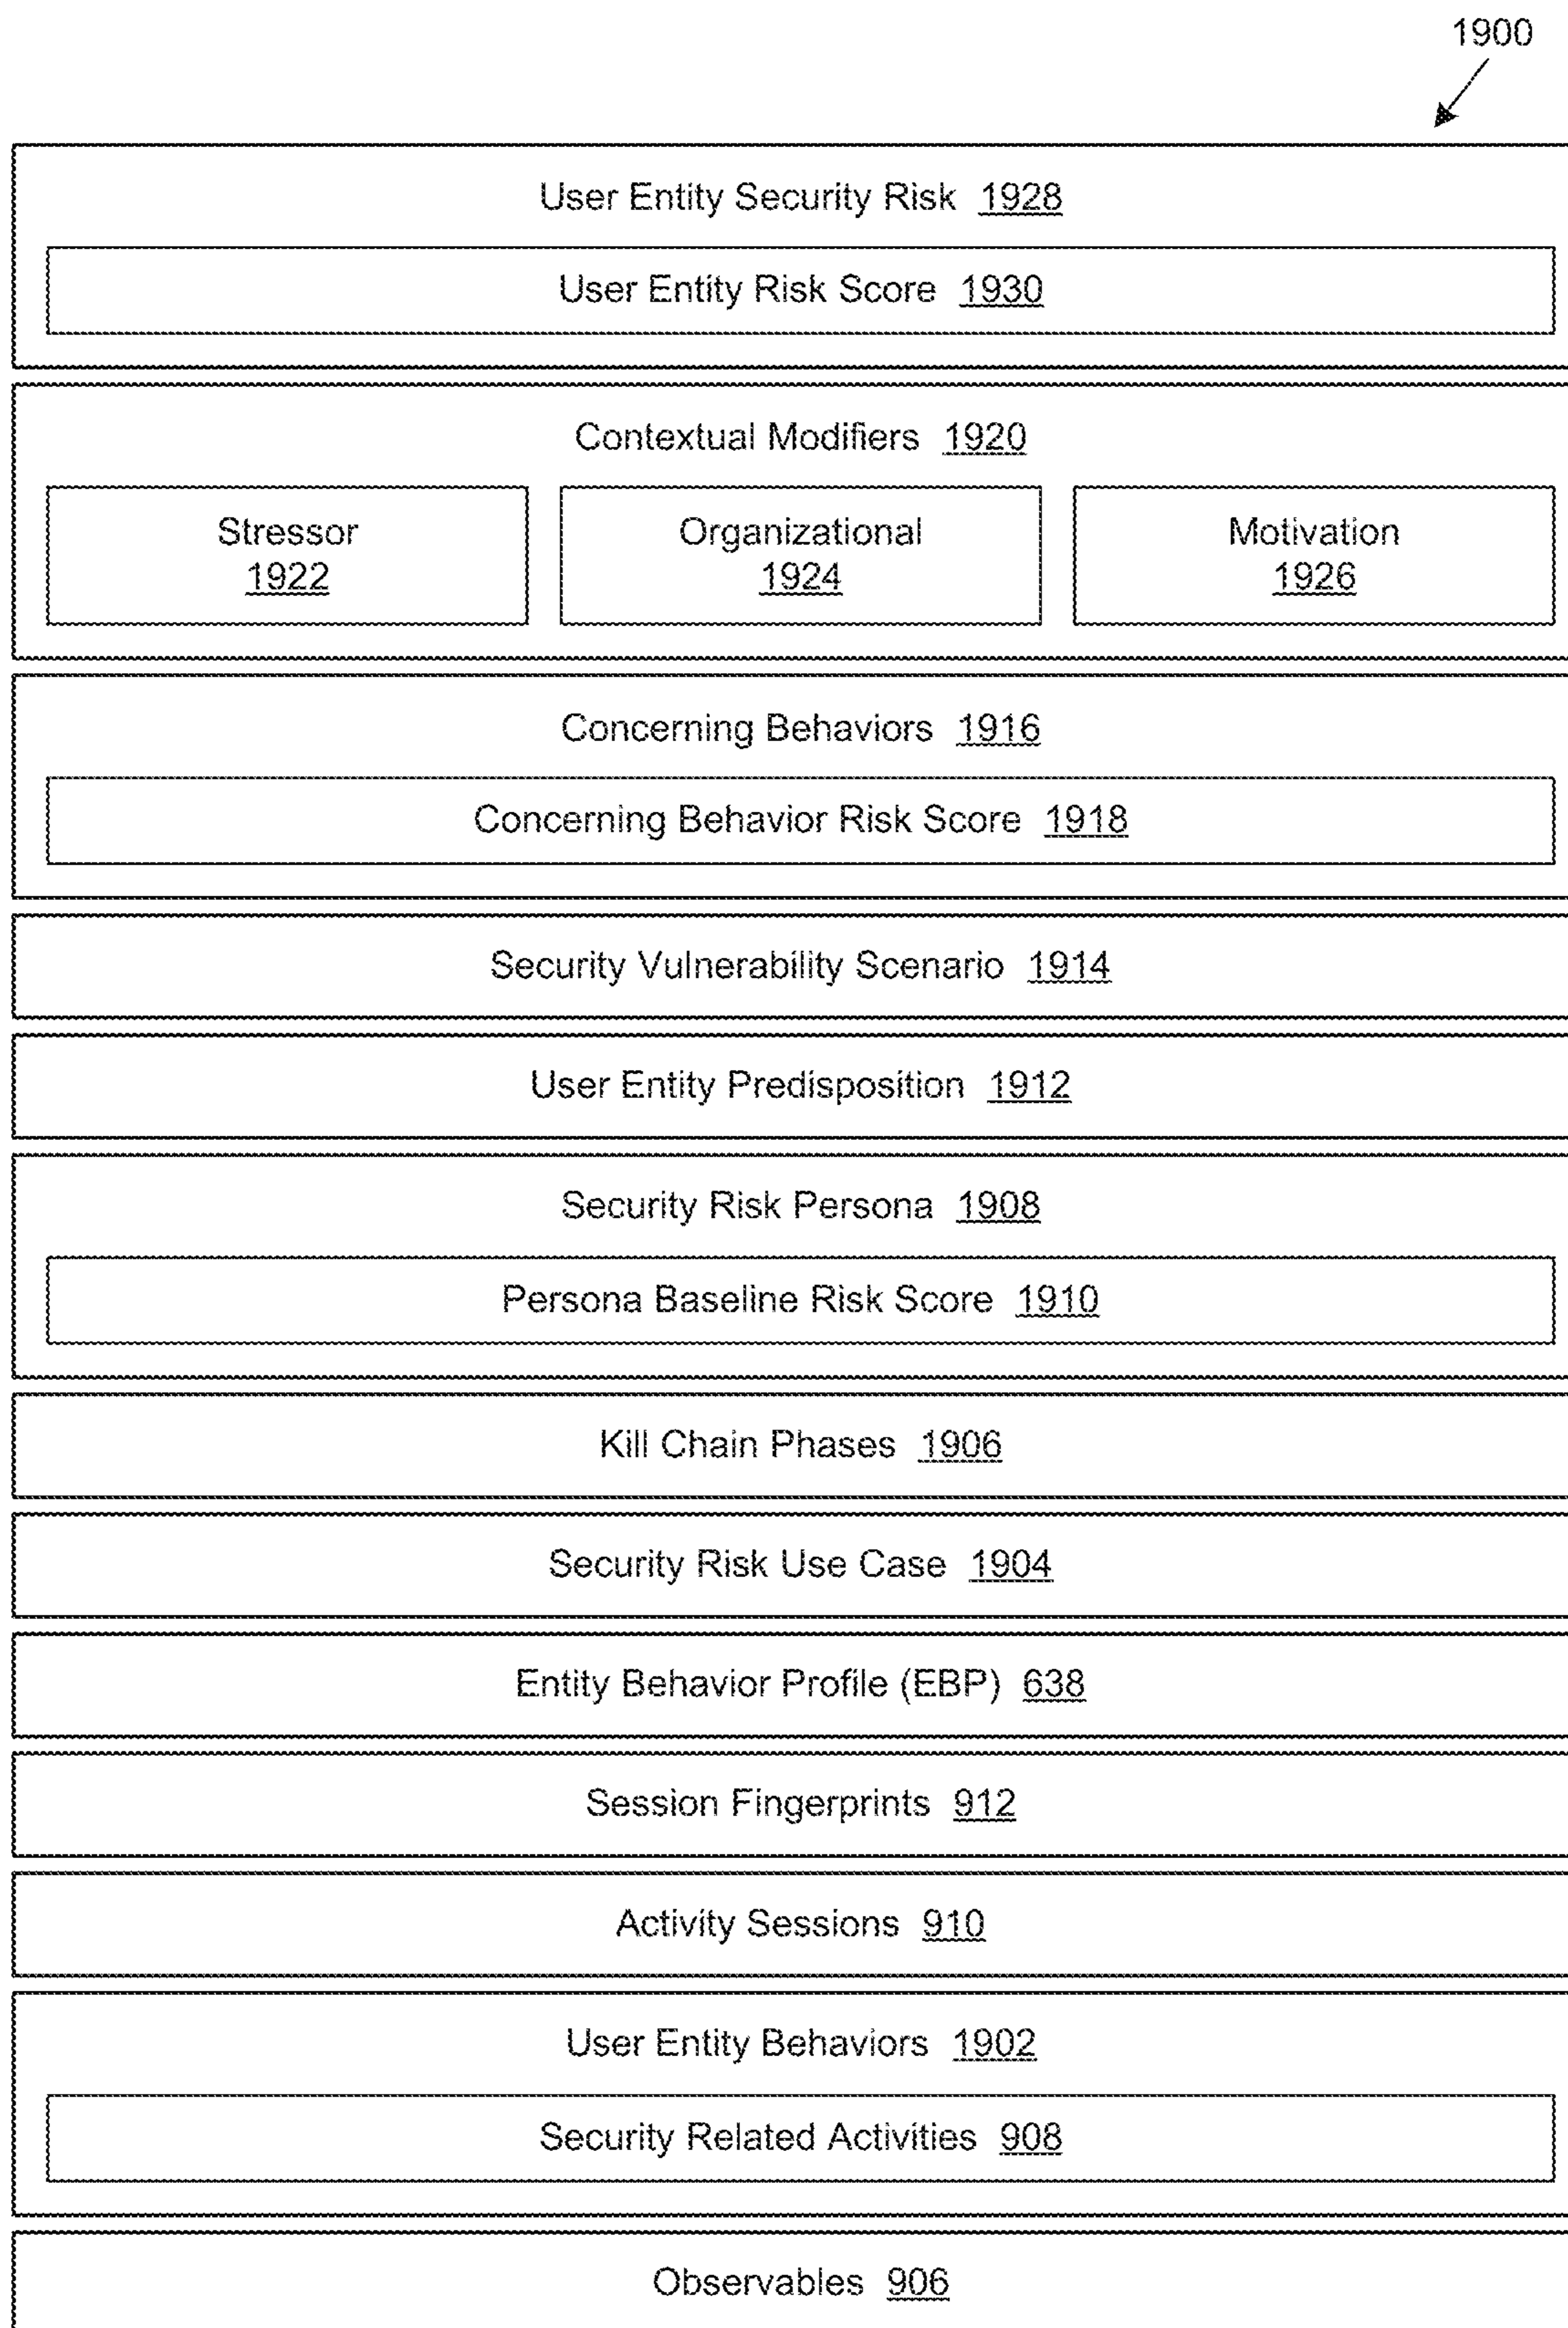 1900
User Entity Security Risk 1928
User Entity Risk Score 1930
Contextual Modifiers 1920
Stressor
1922
Organizational
1924
Motivation
1926
Concerning Behaviors 1916
Concerning Behavior Risk Score 1918
Security Vulnerability Scenario 1914
User Entity Predisposition 1912
Security Risk Persona 1908
Persona Baseline Risk Score 1910
Kill Chain Phases 1906
Security Risk Use Case 1904
Entity Behavior Profile (EBP) 638
Session Fingerprints 912
Activity Sessions 910
User Entity Behaviors 1902
Security Related Activities 908
Observables 906